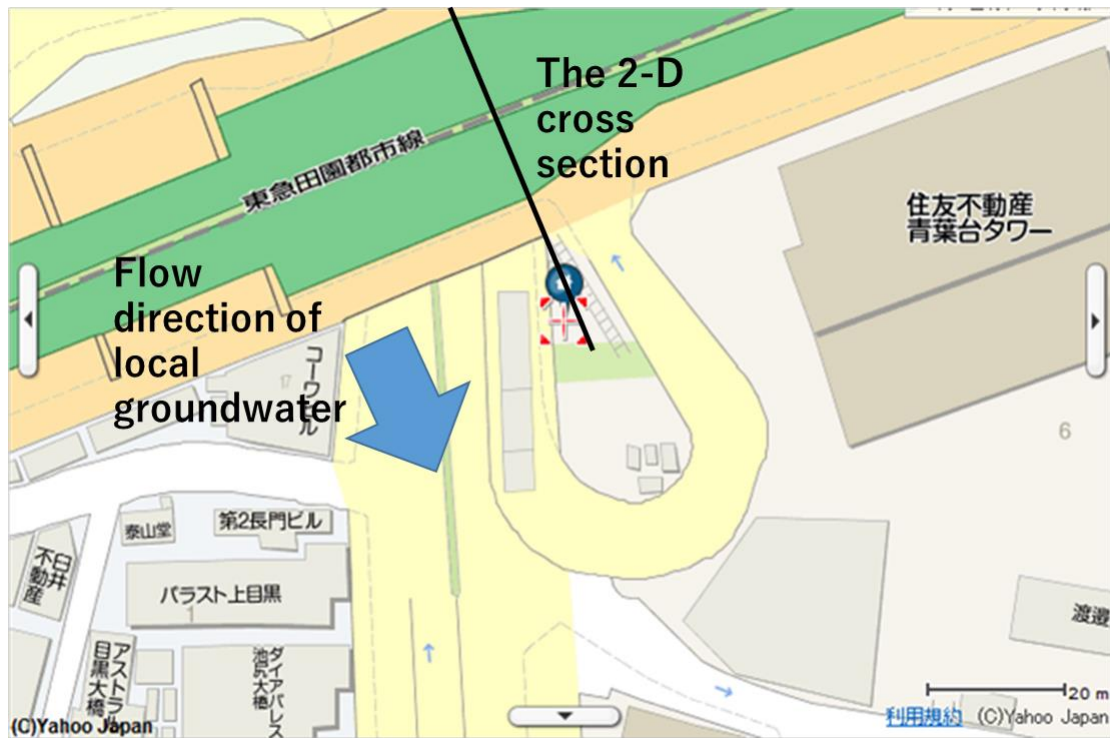 The 2-D
cross
section
東急田園都市線
住友不動産
青葉台タワー
Flow
direction of
local
groundwater
コーワビル
6
泰山堂
第2長門ビル
臼井
不動産
パラスト上目黒
渡邉
アストラル
目黒大橋
ダイアパレス
池尻大橋
20 m
(C)Yahoo Japan
利用規約 (C)Yahoo Japan